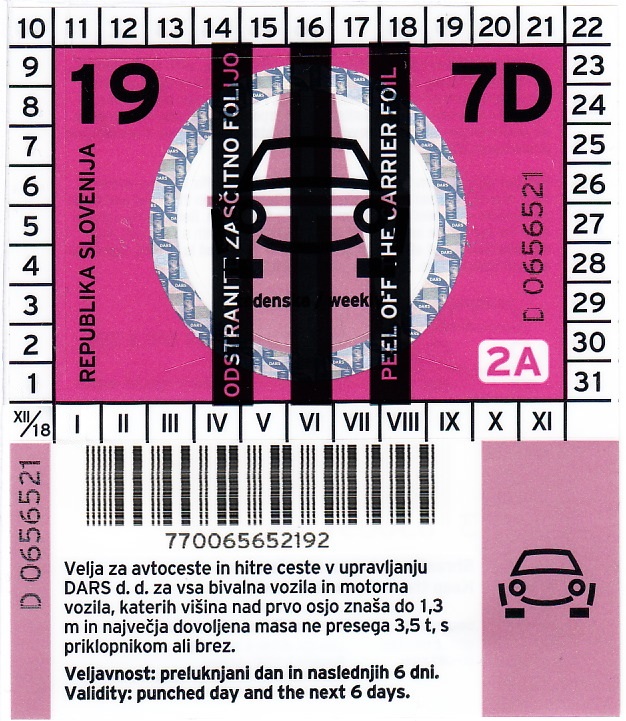 10 11 12 13 14 15 16 17 18 19 20 21 22
9 23
8 24
7 25
6 26
5 27
4 28
3 29
2 30
1 31
XII/18 I II III IV V VI VII VIII IX X XI
19 7D
REPUBLIKA SLOVENIJA
ODSTRANITE ZAŠČITNO FOLIJO
PEEL OFF THE CARRIER FOIL
week
D 0656521
2A
D 0656521
770065652192
Velja za avtoceste in hitre ceste v upravljanju
DARS d. d. za vsa bivalna vozila in motorna
vozila, katerih višina nad prvo osjo znaša do 1,3
m in največja dovoljena masa ne presega 3,5 t, s
priklopnikom ali brez.
Veljavnost: preluknjani dan in naslednjih 6 dni.
Validity: punched day and the next 6 days.